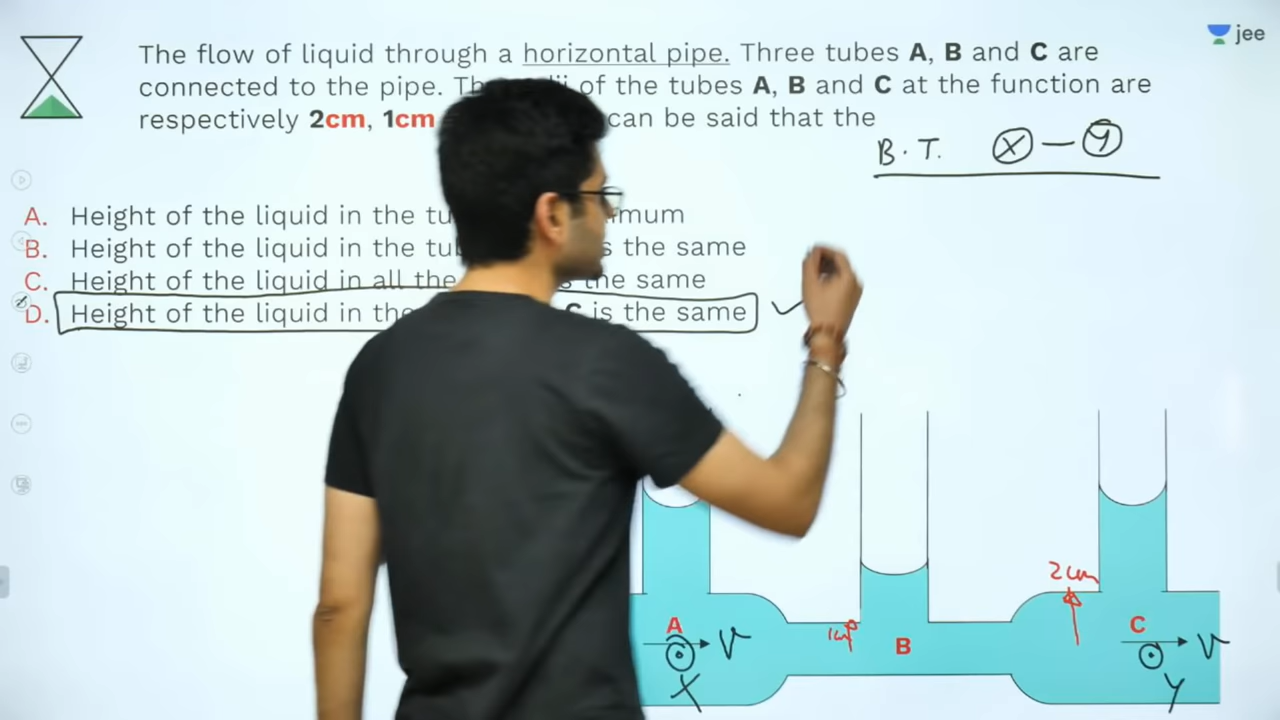 The flow of liquid through a horizontal pipe. Three tubes A, B and C are
connected to the pipe. of the tubes A, B and C at the function are
respectively 2cm, 1cm can be said that the
jee
B.T. X — Y
A. Height of the liquid in the
B. Height of the liquid in the is the same
C. Height of the liquid in all the the same
D. Height of the liquid in the C is the same
2cm
1cm
A
V
B
C
V
X
Y